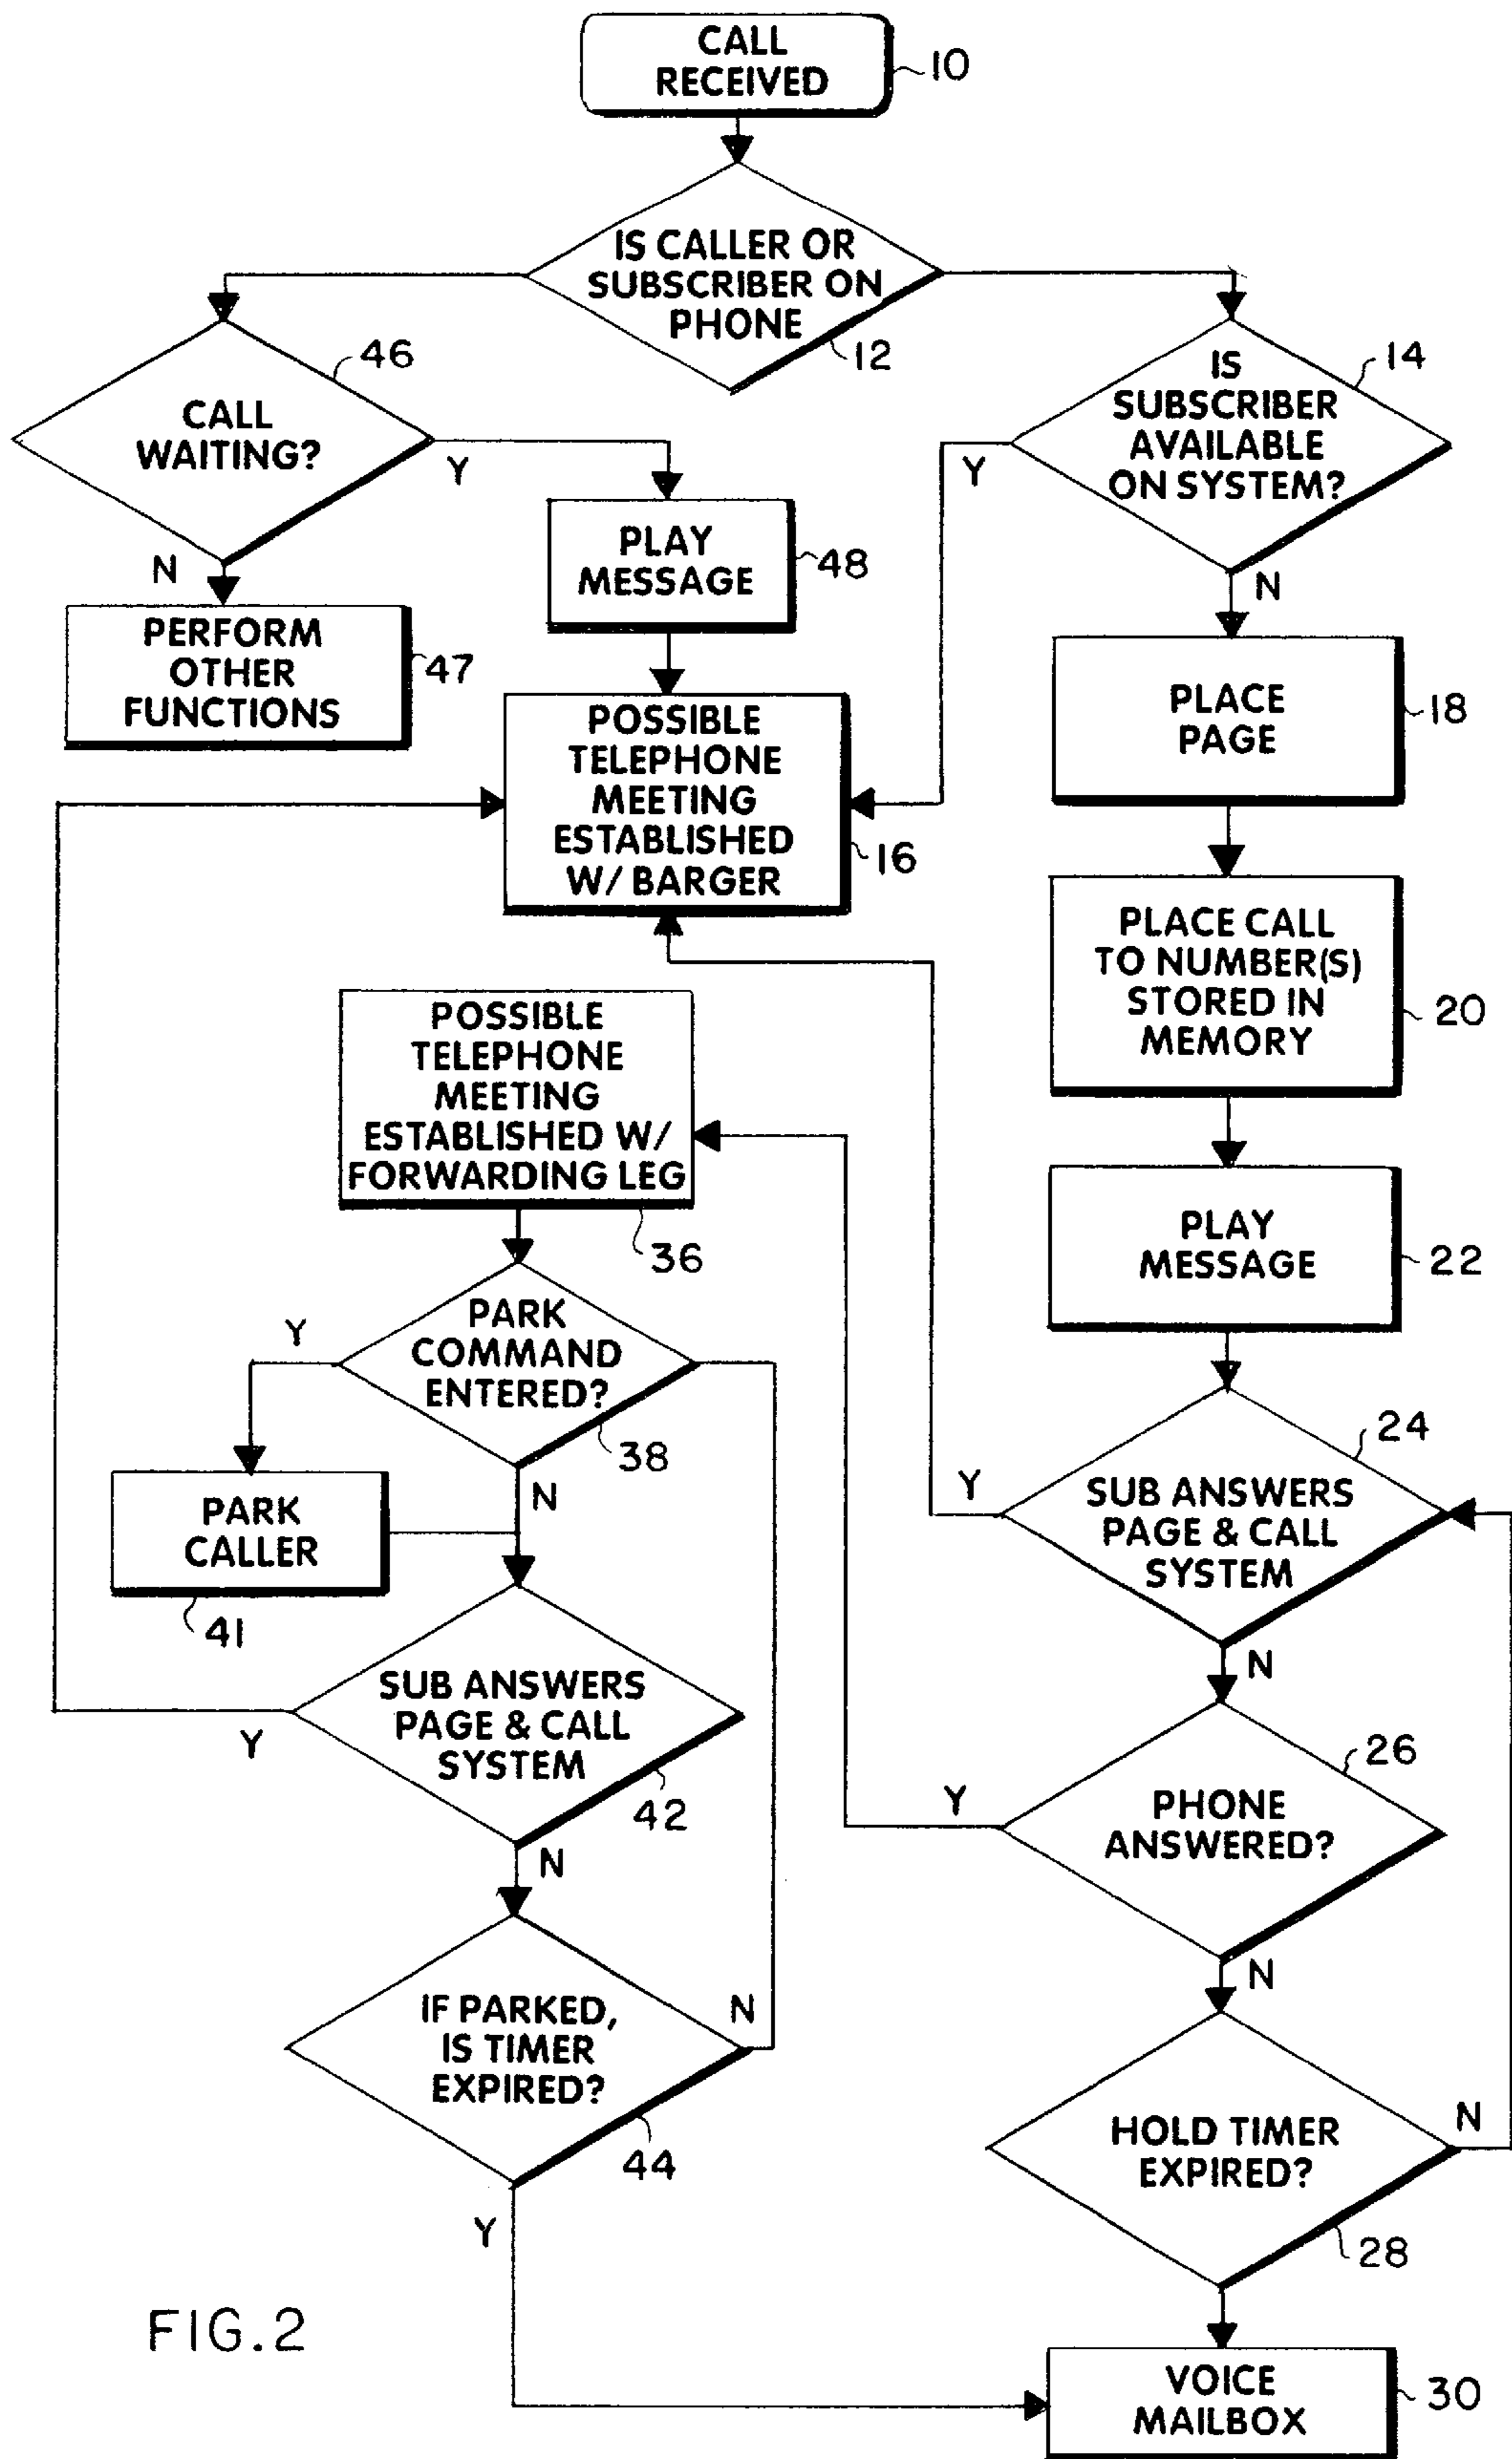 CALL
RECEIVED
10
IS CALLER OR
SUBSCRIBER ON
PHONE
12
46
CALL
WAITING?
Y
N
14
IS
SUBSCRIBER
AVAILABLE
ON SYSTEM?
Y
N
PLAY
MESSAGE
48
PERFORM
OTHER
FUNCTIONS
47
PLACE
PAGE
18
POSSIBLE
TELEPHONE
MEETING
ESTABLISHED
W/ BARGER
16
PLACE CALL
TO NUMBER(S)
STORED IN
MEMORY
20
POSSIBLE
TELEPHONE
MEETING
ESTABLISHED W/
FORWARDING LEG
36
PLAY
MESSAGE
22
PARK
COMMAND
ENTERED?
Y
38
N
24
SUB ANSWERS
PAGE & CALL
SYSTEM
Y
N
PARK
CALLER
41
SUB ANSWERS
PAGE & CALL
SYSTEM
Y
42
N
26
PHONE
ANSWERED?
Y
N
IF PARKED,
IS TIMER
EXPIRED?
N
44
Y
HOLD TIMER
EXPIRED?
N
28
VOICE
MAILBOX
30
FIG.2